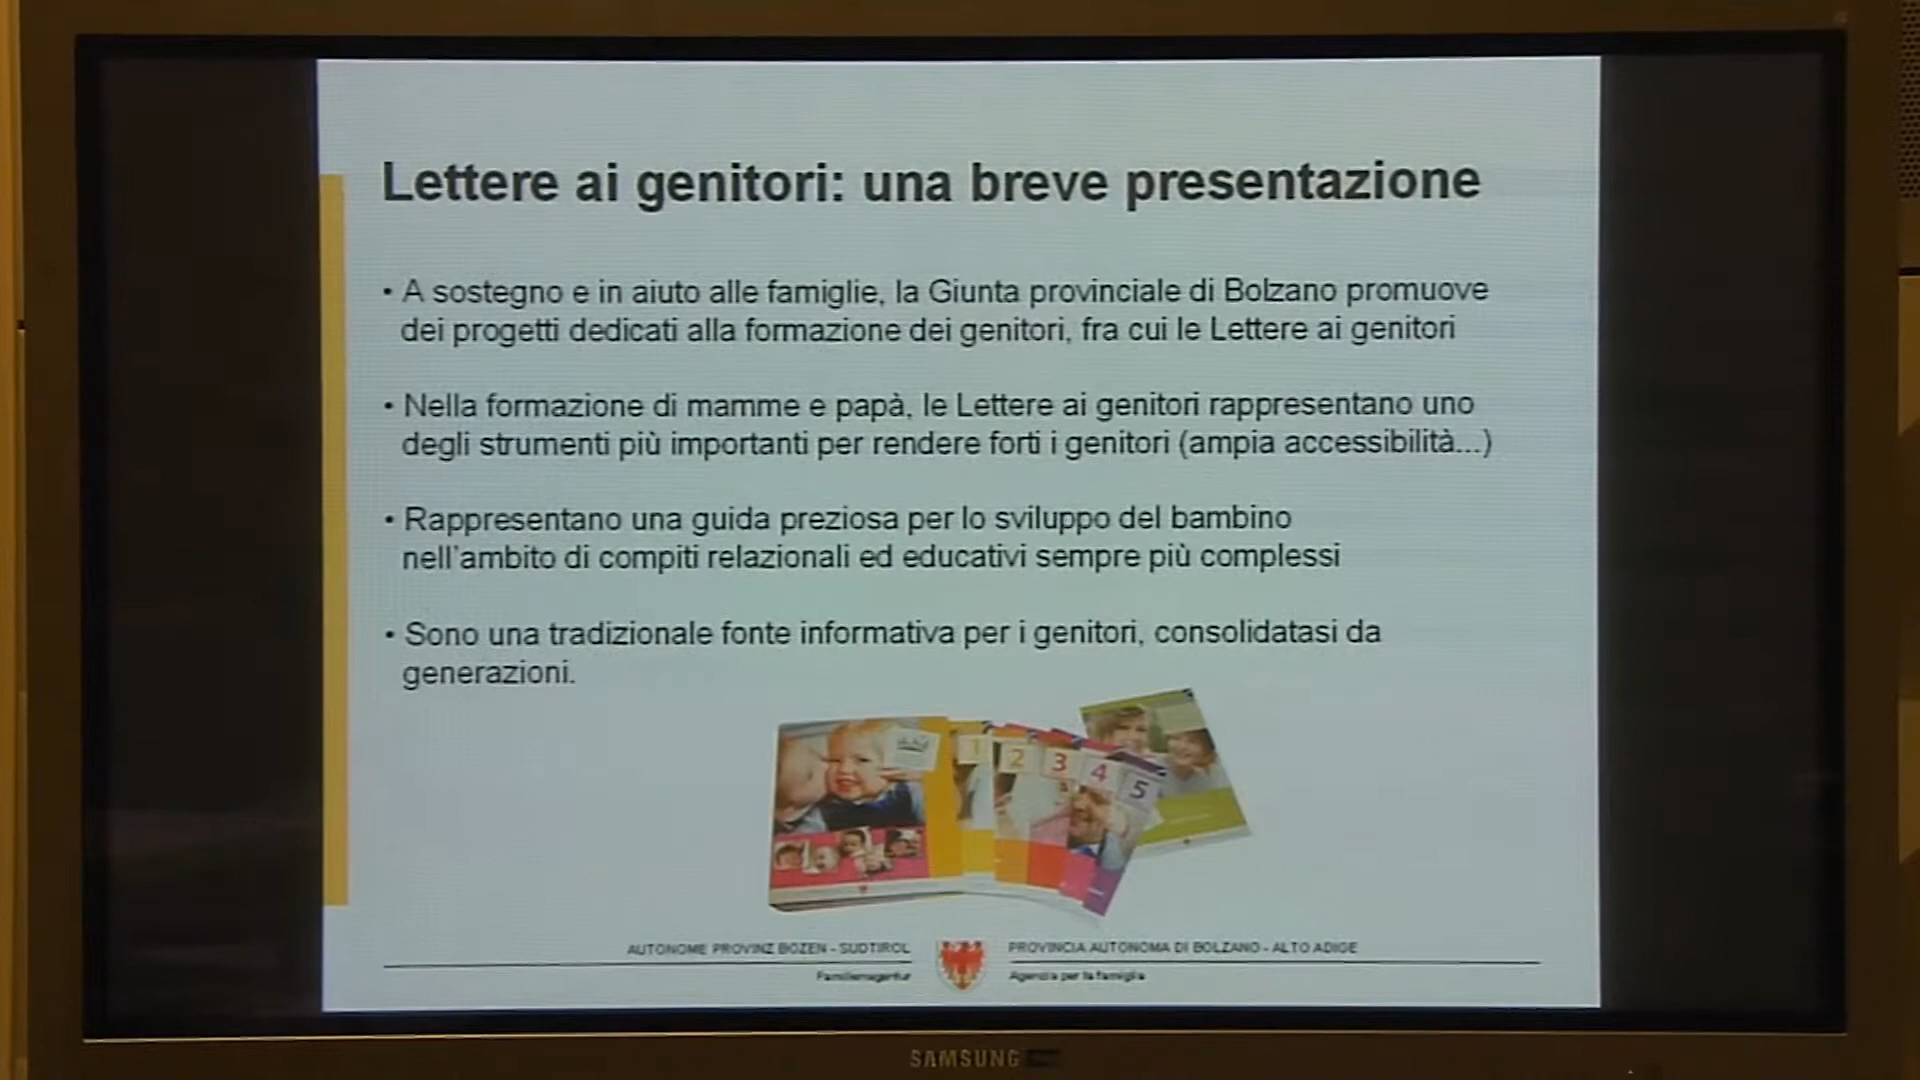 Lettere ai genitori: una breve presentazione
• A sostegno e in aiuto alle famiglie, la Giunta provinciale di Bolzano promuove
dei progetti dedicati alla formazione dei genitori, fra cui le Lettere ai genitori
• Nella formazione di mamme e papà, le Lettere ai genitori rappresentano uno
degli strumenti più importanti per rendere forti i genitori (ampia accessibilità...)
• Rappresentano una guida preziosa per lo sviluppo del bambino
nell'ambito di compiti relazionali ed educativi sempre più complessi
• Sono una tradizionale fonte informativa per i genitori, consolidatasi da
generazioni.
1 2 3 4 5
AUTONOME PROVINZ BOZEN - SÜDTIROL
Familienagentur
PROVINCIA AUTONOMA DI BOLZANO - ALTO ADIGE
Agenzia per la famiglia
SAMSUNG